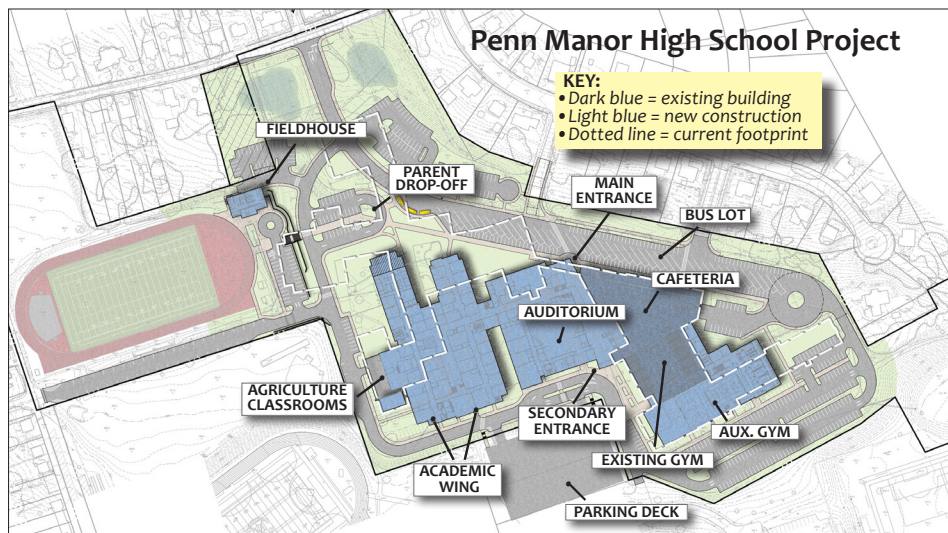 Penn Manor High School Project
KEY:
•Dark blue = existing building
•Light blue = new construction
•Dotted line = current footprint
FIELDHOUSE
PARENT
DROP-OFF
MAIN
ENTRANCE
BUS LOT
CAFETERIA
AUDITORIUM
AGRICULTURE
CLASSROOMS
SECONDARY
ENTRANCE
AUX. GYM
EXISTING GYM
ACADEMIC
WING
PARKING DECK